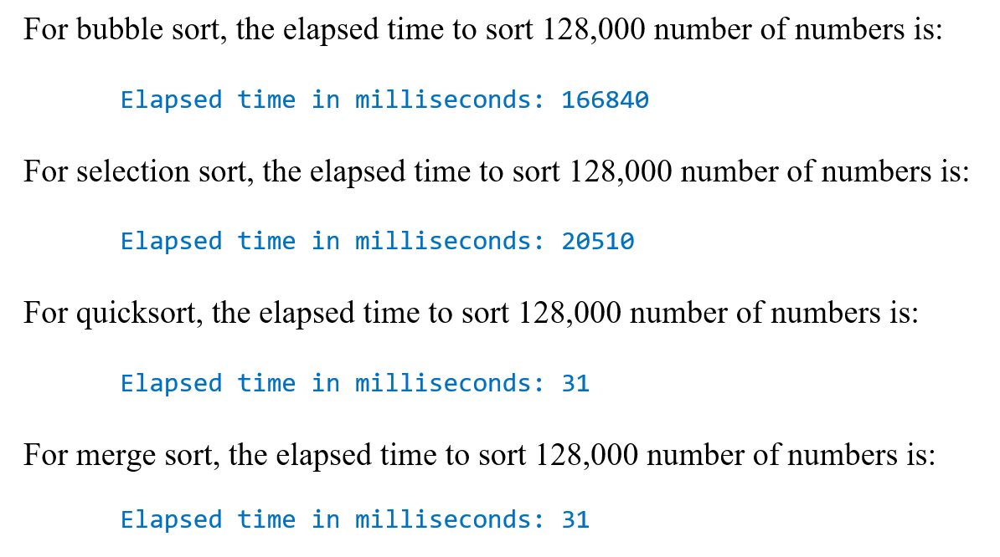 For bubble sort, the elapsed time to sort 128,000 number of numbers is:
Elapsed time in milliseconds: 166840
For selection sort, the elapsed time to sort 128,000 number of numbers is:
Elapsed time in milliseconds: 20510
For quicksort, the elapsed time to sort 128,000 number of numbers is:
Elapsed time in milliseconds: 31
For merge sort, the elapsed time to sort 128,000 number of numbers is:
Elapsed time in milliseconds: 31